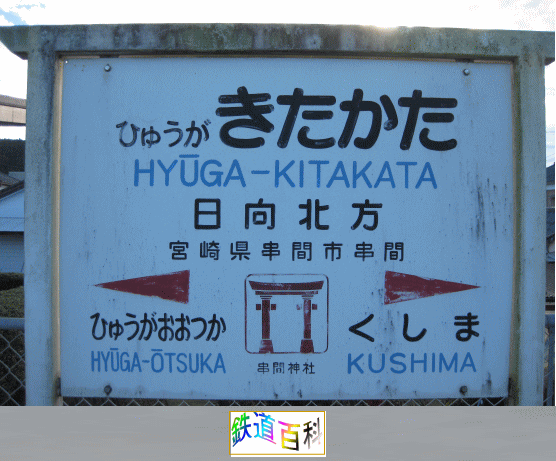 ひゅうが きたかた
HYŪGA-KITAKATA
日向北方
宮崎県串間市串間
ひゅうがおおつか
くしま
HYŪGA-ŌTSUKA
KUSHIMA
串間神社
鉄道百科